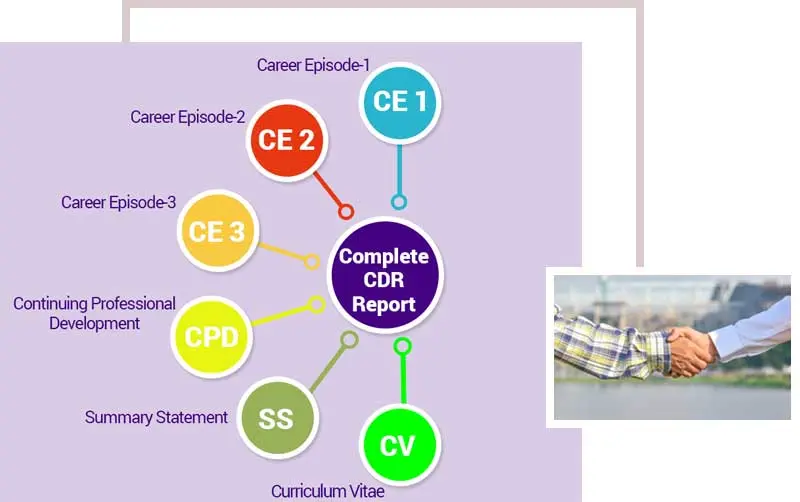 Career Episode-1
CE 1
Career Episode-2
CE 2
Career Episode-3
CE 3
Complete
CDR
Report
Continuing Professional
Development
CPD
Summary Statement
SS
CV
Curriculum Vitae